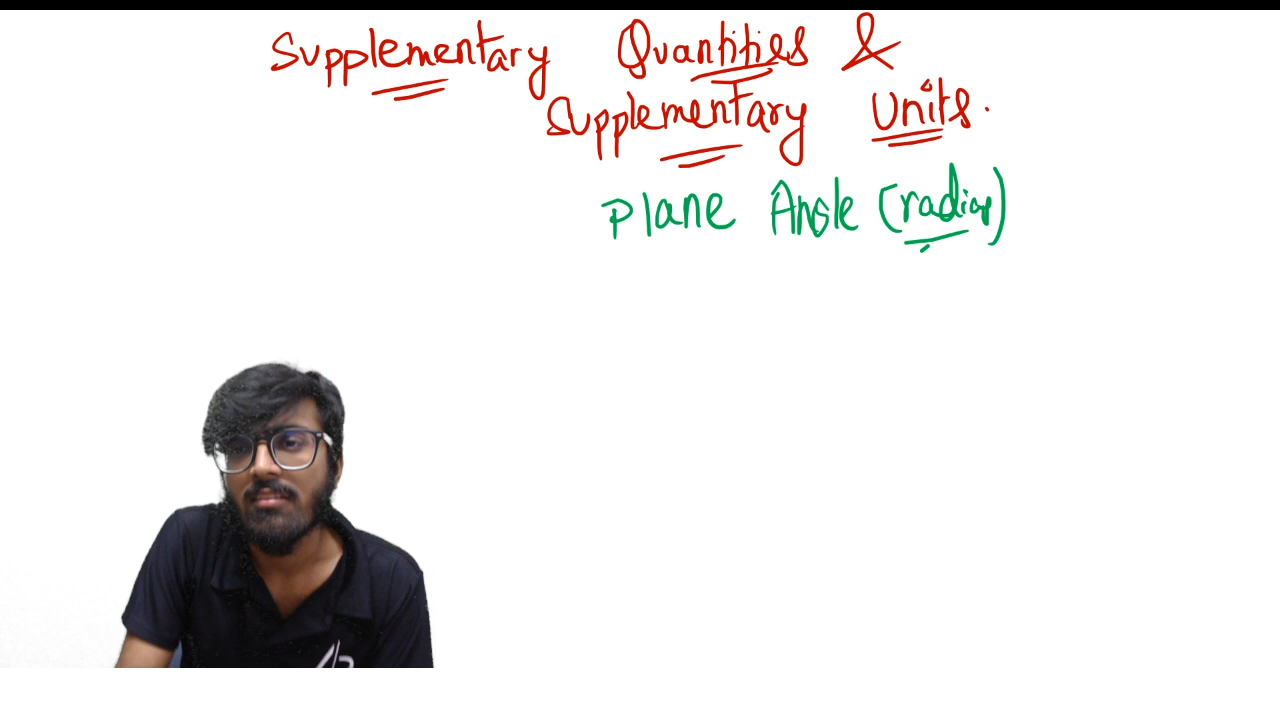 Supplementary Quantities &
Supplementary Units.
Plane Angle (radian)